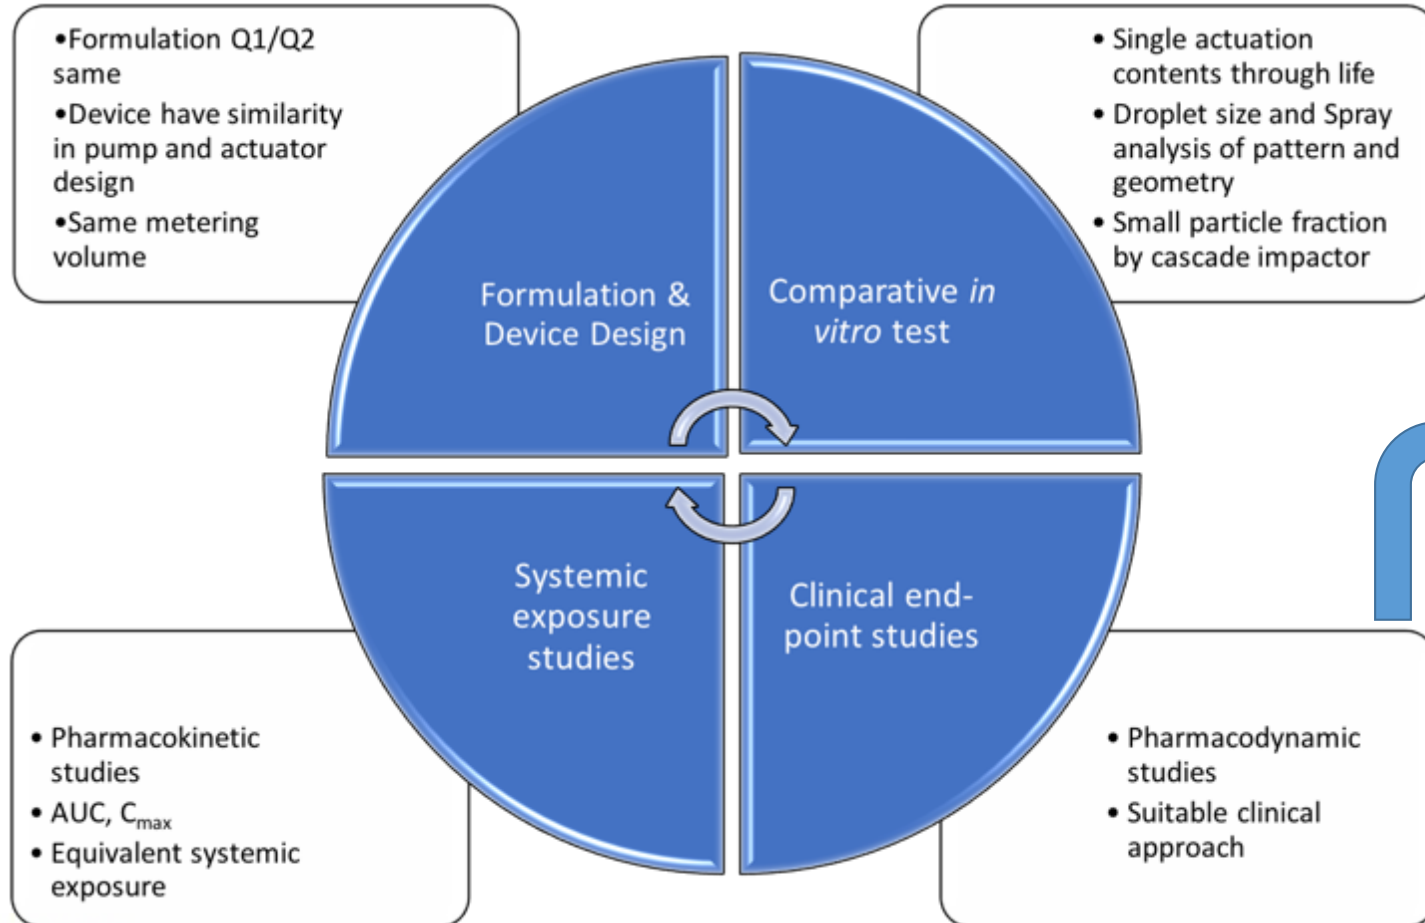 •Formulation Q1/Q2
same
•Device have similarity
in pump and actuator
design
•Same metering
volume
• Single actuation
contents through life
• Droplet size and Spray
analysis of pattern and
geometry
• Small particle fraction
by cascade impactor
Formulation &
Device Design
Comparative in
vitro test
Systemic
exposure
studies
Clinical end-
point studies
• Pharmacokinetic
studies
• AUC, Cmax
• Equivalent systemic
exposure
• Pharmacodynamic
studies
• Suitable clinical
approach